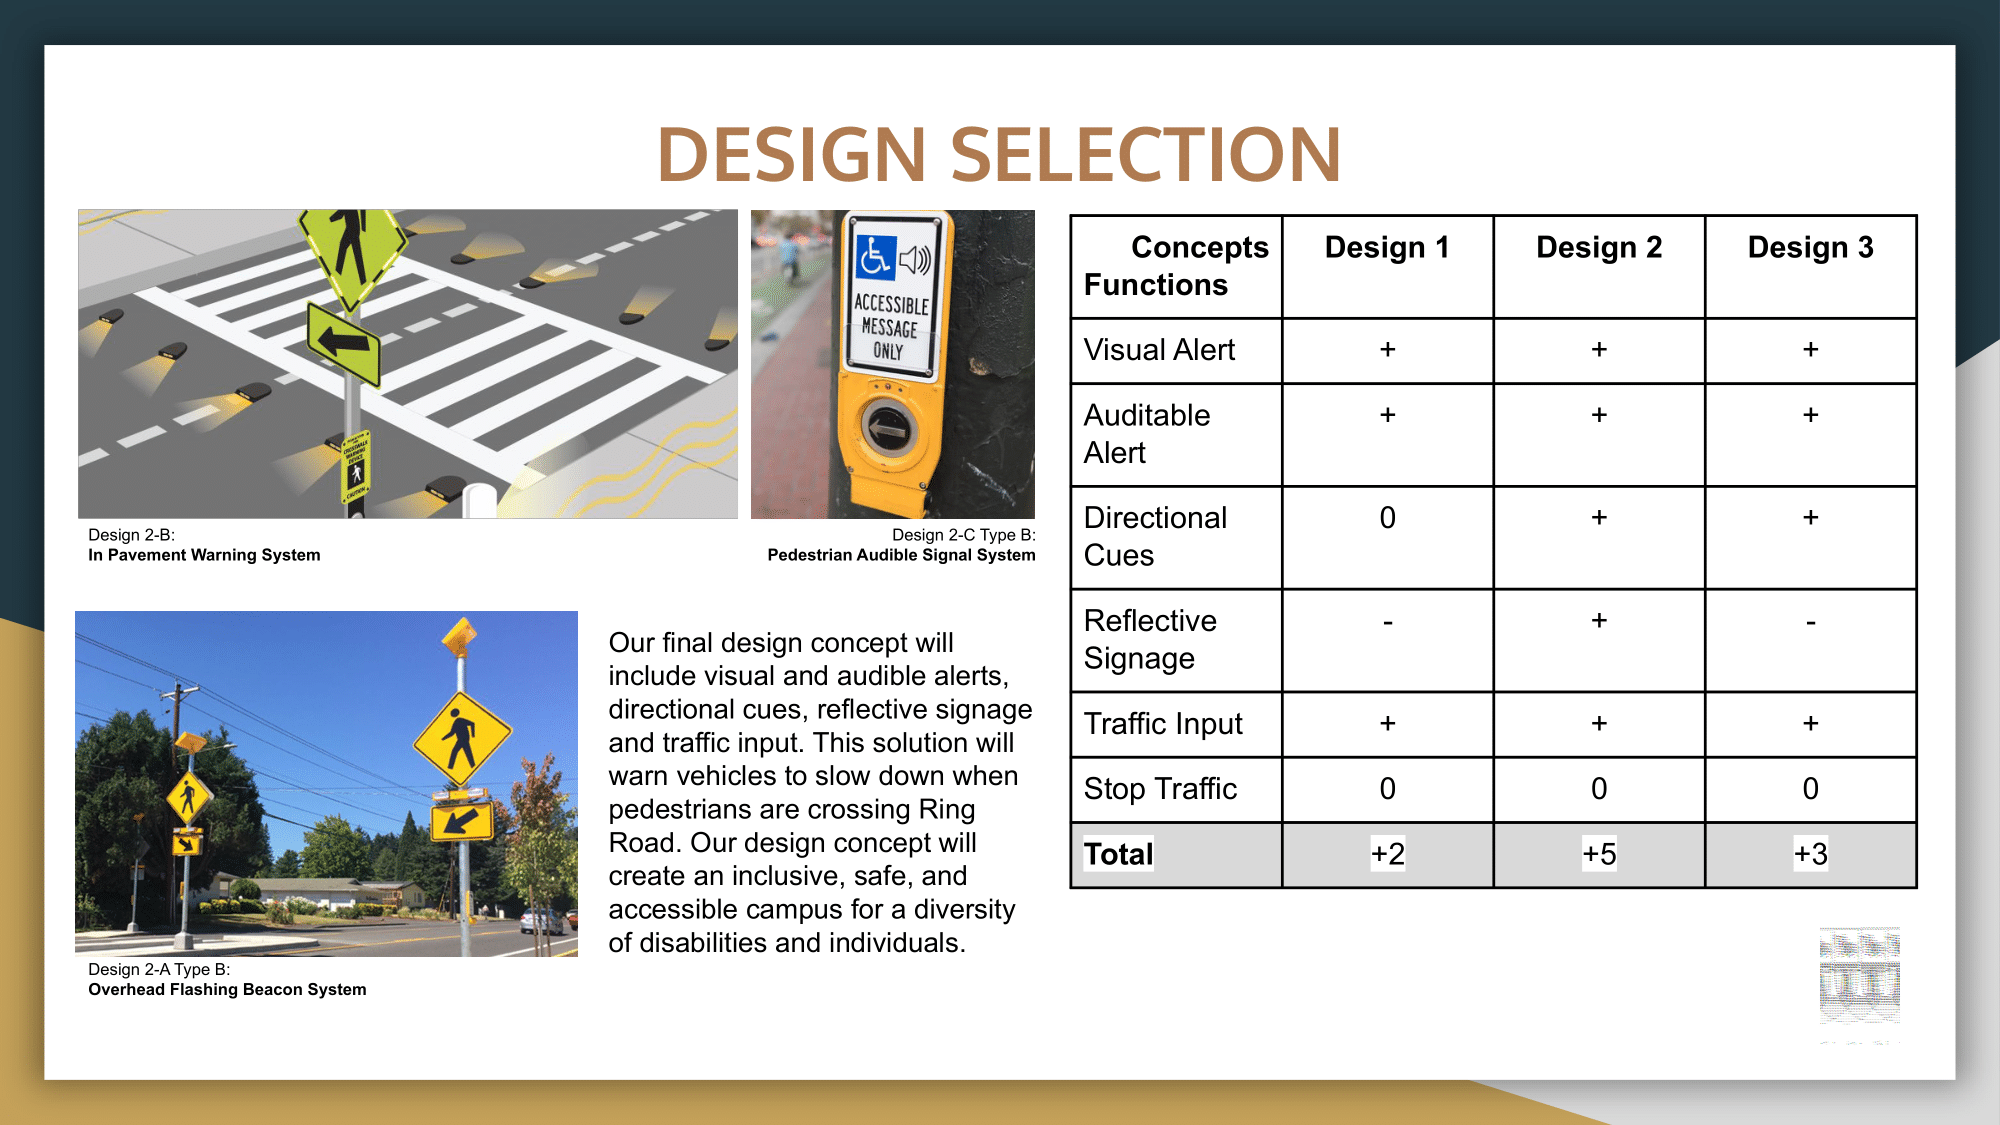 DESIGN SELECTION
ACCESSIBLE
MESSAGE
ONLY
CROSSWALK
WARNING
DEVICE
CAUTION
Design 2-B:
In Pavement Warning System
Design 2-C Type B:
Pedestrian Audible Signal System
Design 2-A Type B:
Overhead Flashing Beacon System
Our final design concept will
include visual and audible alerts,
directional cues, reflective signage
and traffic input. This solution will
warn vehicles to slow down when
pedestrians are crossing Ring
Road. Our design concept will
create an inclusive, safe, and
accessible campus for a diversity
of disabilities and individuals.
Concepts Design 1 Design 2 Design 3
Functions
Visual Alert + + +
Auditable + + +
Alert
Directional 0 + +
Cues
Reflective - + -
Signage
Traffic Input + + +
Stop Traffic 0 0 0
Total +2 +5 +3